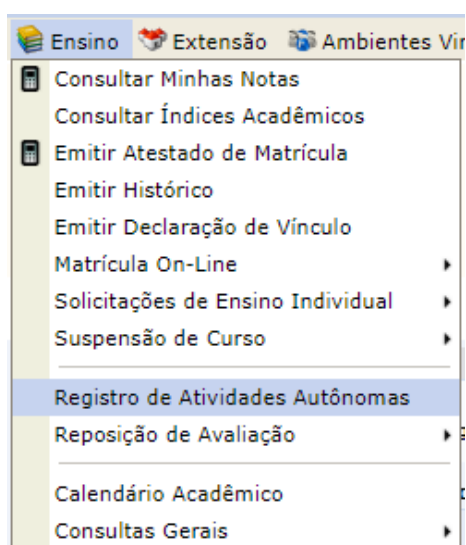 Ensino Extensão Ambientes Vir
Consultar Minhas Notas
Consultar Índices Acadêmicos
Emitir Atestado de Matrícula
Emitir Histórico
Emitir Declaração de Vínculo
Matrícula On-Line
Solicitações de Ensino Individual
Suspensão de Curso
Registro de Atividades Autônomas
Reposição de Avaliação
Calendário Acadêmico
Consultas Gerais